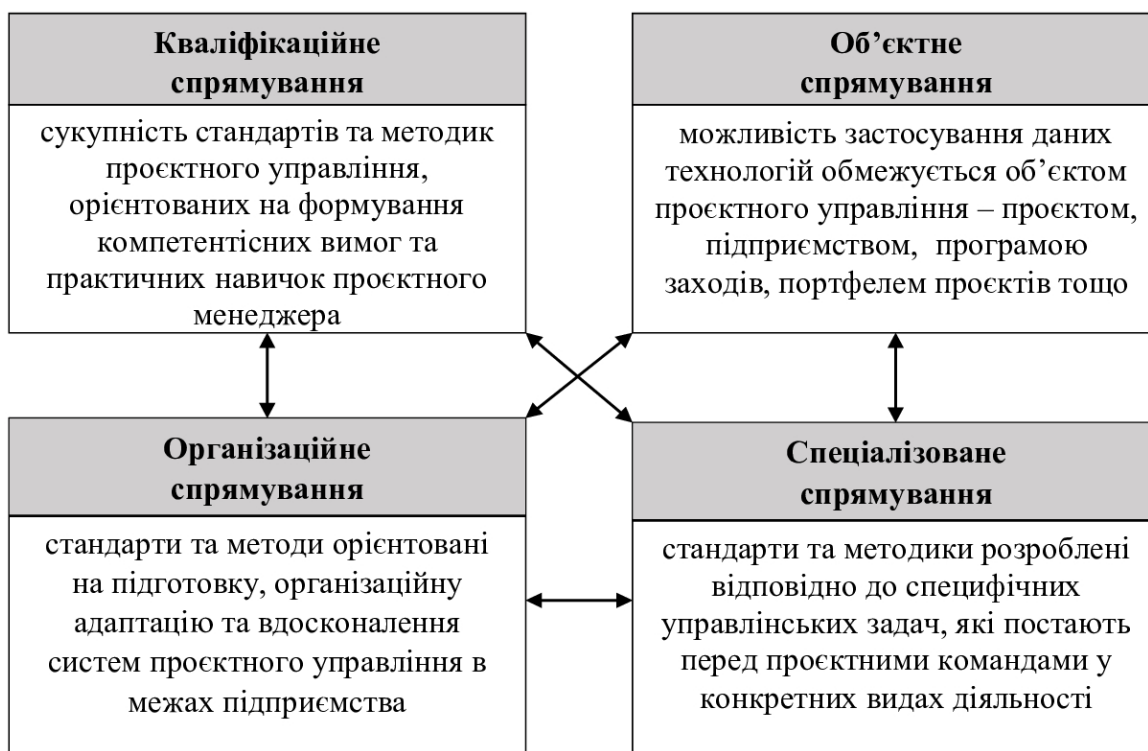 Кваліфікаційне
спрямування
сукупність стандартів та методик
проєктного управління,
орієнтованих на формування
компетентісних вимог та
практичних навичок проєктного
менеджера
Об’єктне
спрямування
можливість застосування даних
технологій обмежується об’єктом
проєктного управління – проєктом,
підприємством, програмою
заходів, портфелем проєктів тощо
Організаційне
спрямування
стандарти та методи орієнтовані
на підготовку, організаційну
адаптацію та вдосконалення
систем проєктного управління в
межах підприємства
Спеціалізоване
спрямування
стандарти та методики розроблені
відповідно до специфічних
управлінських задач, які постають
перед проєктними командами у
конкретних видах діяльності